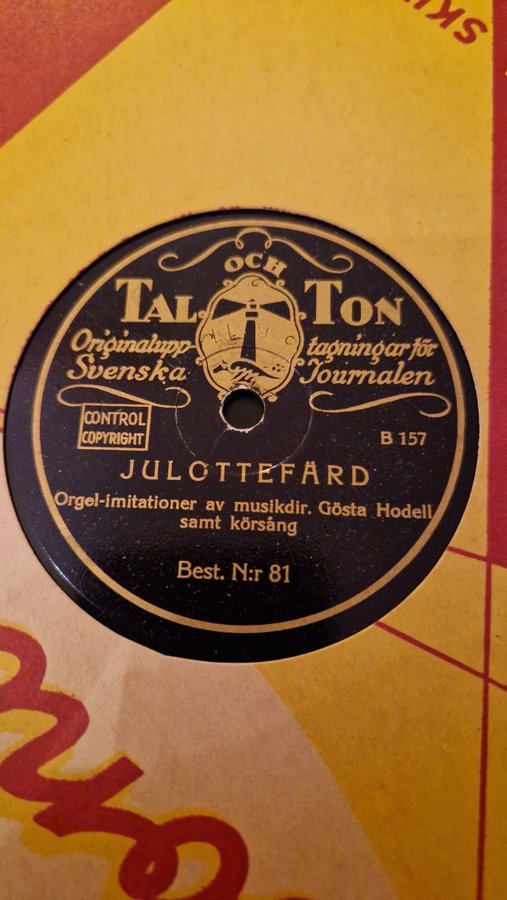 OCH
TAL TON
Originalupp- tagningar för
Svenska Journalen
CONTROL
COPYRIGHT
B 157
JULOTTEFÄRD
Orgel-imitationer av musikdir. Gösta Hodell
samt körsång
Best. N:r 81